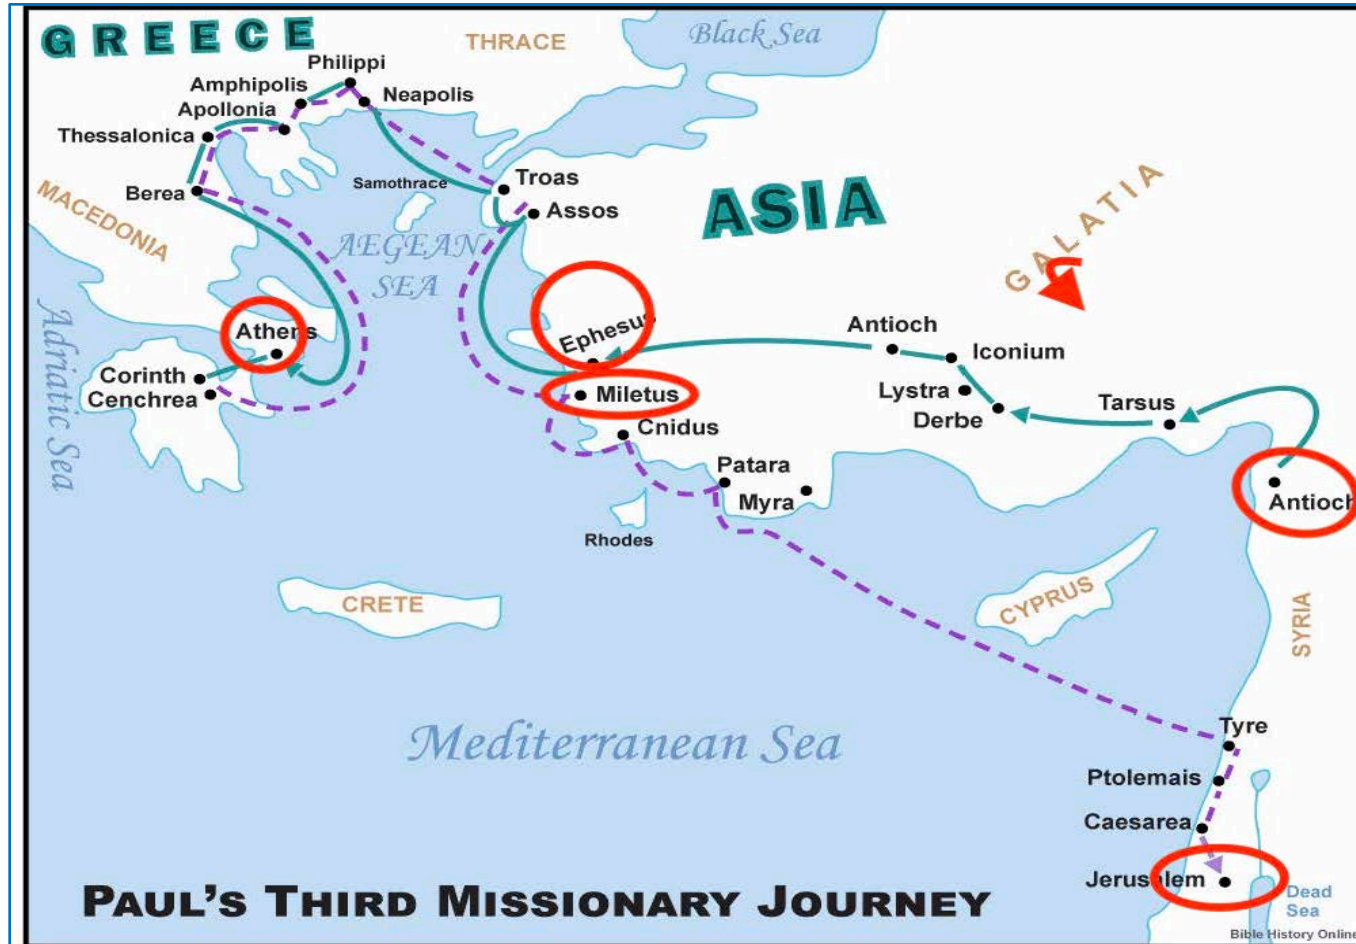 GREECE
THRACE
Black Sea
Philippi
Amphipolis
Neapolis
Apollonia
Thessalonica
Troas
Samothrace
Berea
MACEDONIA
Assos
ASIA
GALATIA
AEGEAN
SEA
Adriatic Sea
Athens
Ephesus
Antioch
Iconium
Corinth
Cenchrea
Miletus
Lystra
Derbe
Tarsus
Cnidus
Patara
Myra
Antioch
Rhodes
CRETE
CYPRUS
SYRIA
Mediterranean Sea
Tyre
Ptolemais
Caesarea
Jerusalem
Dead
Sea
PAUL'S THIRD MISSIONARY JOURNEY
Bible History Online